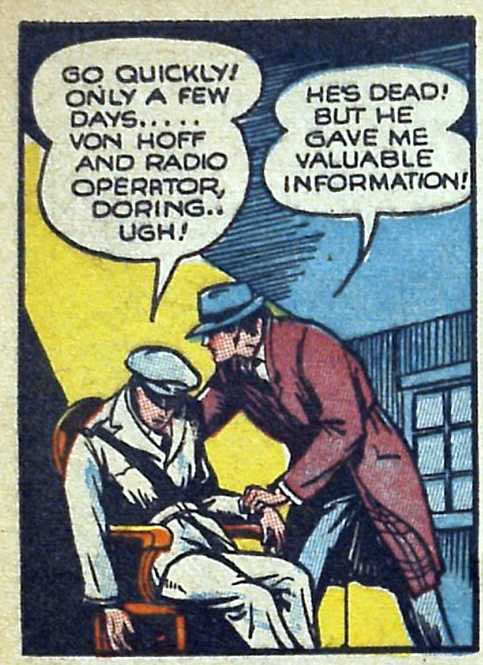 GO QUICKLY!
ONLY A FEW
DAYS.....
VON HOFF
AND RADIO
OPERATOR,
DORING..
UGH!
HE'S DEAD!
BUT HE
GAVE ME
VALUABLE
INFORMATION!